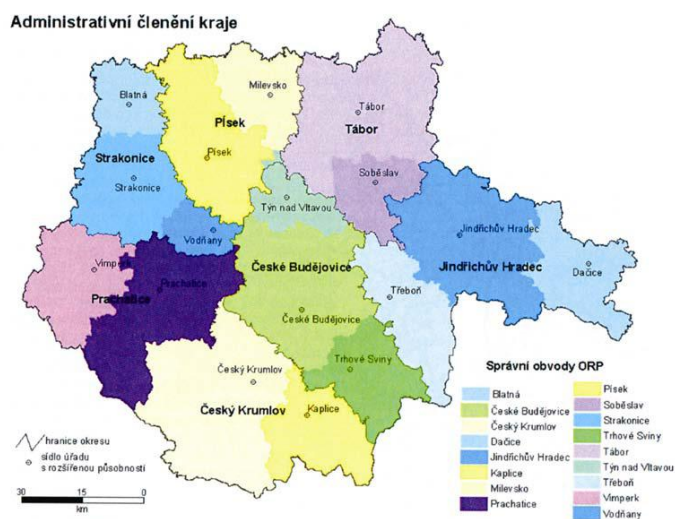 Administrativní členění kraje
Blatná
Milevsko
Tábor
Písek
Tábor
Strakonice
Písek
Strakonice
Soběslav
Týn nad Vltavou
Vodňany
Jindřichův Hradec
Vimperk
České Budějovice
Jindřichův Hradec
Dačice
Prachatice
Prachatice
Třeboň
České Budějovice
Trhové Sviny
Český Krumlov
Český Krumlov
Kaplice
hranice okresu
sídlo úřadu
s rozšířenou působností
30 15 0
km
Správní obvody ORP
Blatná
České Budějovice
Český Krumlov
Dačice
Jindřichův Hradec
Kaplice
Milevsko
Prachatice
Písek
Soběslav
Strakonice
Trhové Sviny
Tábor
Týn nad Vltavou
Třeboň
Vimperk
Vodňany